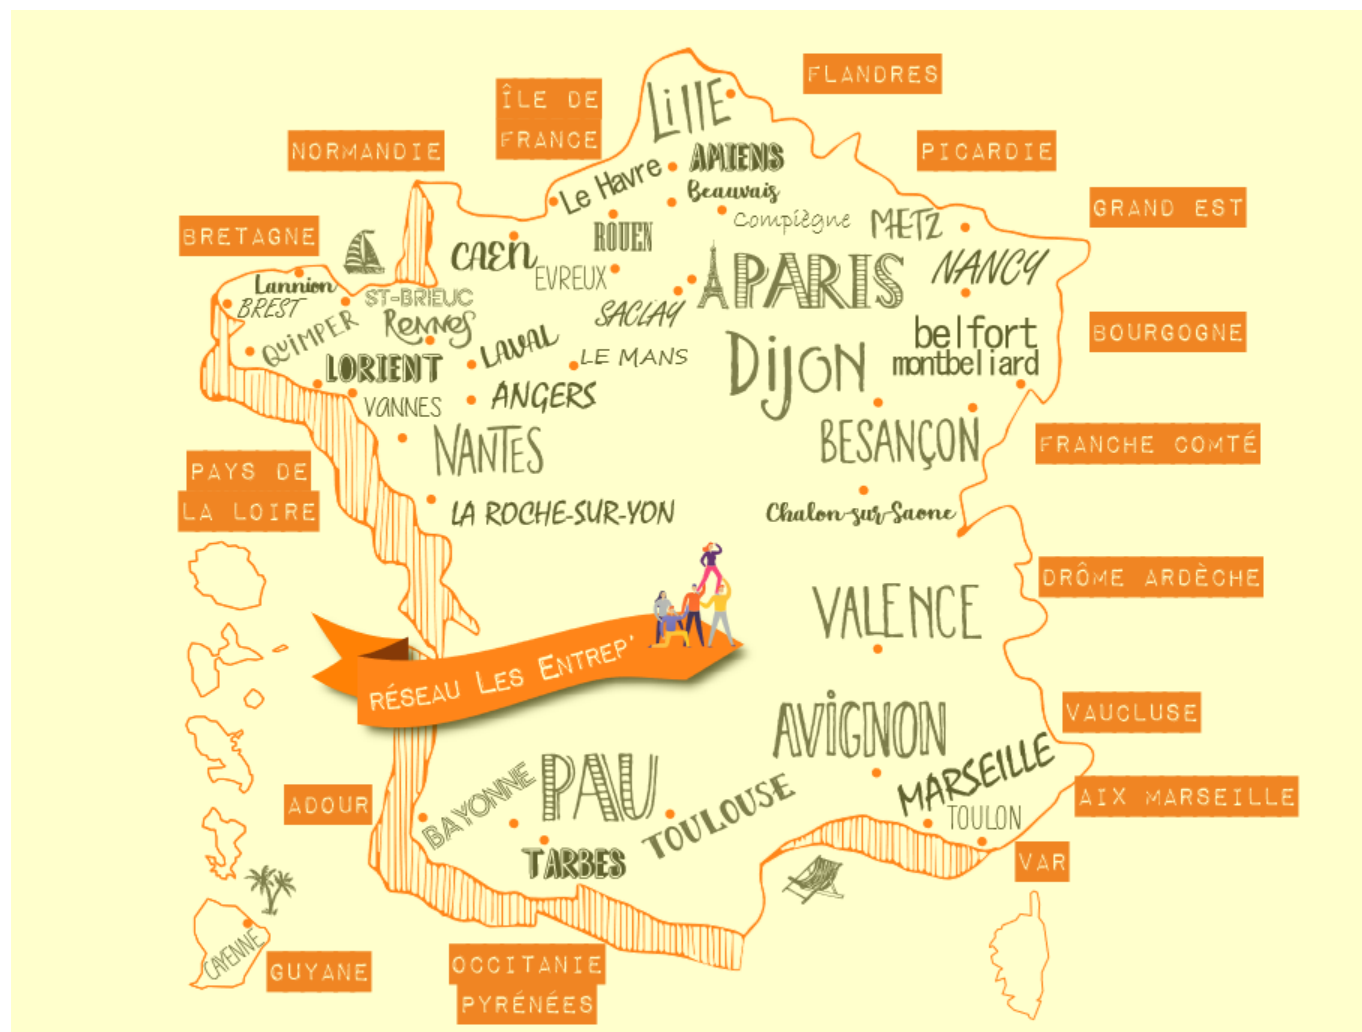 FLANDRES
ÎLE DE
FRANCE
LillE
NORMANDIE
PICARDIE
AMIENS
Le Havre
Beauvais
GRAND EST
Compiègne
METZ
BRETAGNE
ROUEN
CAEN
EVREUX
PARIS
NANCY
Lannion
BREST
ST-BRIEUC
SACLAY
QUIMPER
RENNES
BOURGOGNE
belfort
montbeliard
LAVAL
LE MANS
DIJON
LORIENT
VANNES
ANGERS
BESANÇON
FRANCHE COMTÉ
NANTES
PAYS DE
LA LOIRE
LA ROCHE-SUR-YON
Chalon-sur-Saone
DRÔME ARDÈCHE
VALENCE
RÉSEAU LES ENTREP'
VAUCLUSE
AVIGNON
MARSEILLE
AIX MARSEILLE
ADOUR
BAYONNE
PAU
TOULOUSE
TOULON
TARBES
VAR
CAYENNE
GUYANE
OCCITANIE
PYRÉNÉES